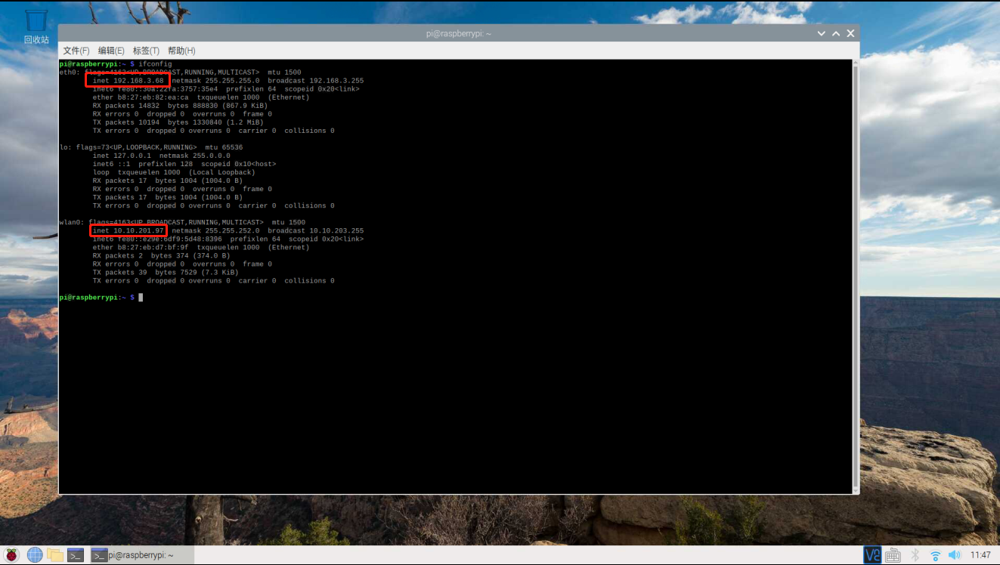 回收站
pi@raspberrypi: ~
文件(F) 编辑(E) 标签(T) 帮助(H)
pi@raspberrypi:~ $ ifconfig
eth0: flags=4163<UP,BROADCAST,RUNNING,MULTICAST>  mtu 1500
inet 192.168.3.68  netmask 255.255.255.0  broadcast 192.168.3.255
inet6 fe80::30a:22fa:3757:35e4  prefixlen 64  scopeid 0x20<link>
ether b8:27:eb:82:ea:ca  txqueuelen 1000  (Ethernet)
RX packets 14832  bytes 888830 (867.9 KiB)
RX errors 0  dropped 0  overruns 0  frame 0
TX packets 10194  bytes 1330840 (1.2 MiB)
TX errors 0  dropped 0 overruns 0  carrier 0  collisions 0
lo: flags=73<UP,LOOPBACK,RUNNING>  mtu 65536
inet 127.0.0.1  netmask 255.0.0.0
inet6 ::1  prefixlen 128  scopeid 0x10<host>
loop  txqueuelen 1000  (Local Loopback)
RX packets 17  bytes 1004 (1004.0 B)
RX errors 0  dropped 0  overruns 0  frame 0
TX packets 17  bytes 1004 (1004.0 B)
TX errors 0  dropped 0 overruns 0  carrier 0  collisions 0
wlan0: flags=4163<UP,BROADCAST,RUNNING,MULTICAST>  mtu 1500
inet 10.10.201.97  netmask 255.255.252.0  broadcast 10.10.203.255
inet6 fe80::e29e:6df9:5d48:8396  prefixlen 64  scopeid 0x20<link>
ether b8:27:eb:d7:bf:9f  txqueuelen 1000  (Ethernet)
RX packets 2  bytes 374 (374.0 B)
RX errors 0  dropped 0  overruns 0  frame 0
TX packets 39  bytes 7529 (7.3 KiB)
TX errors 0  dropped 0 overruns 0  carrier 0  collisions 0
pi@raspberrypi:~ $
pi@raspberrypi: ~
11:47